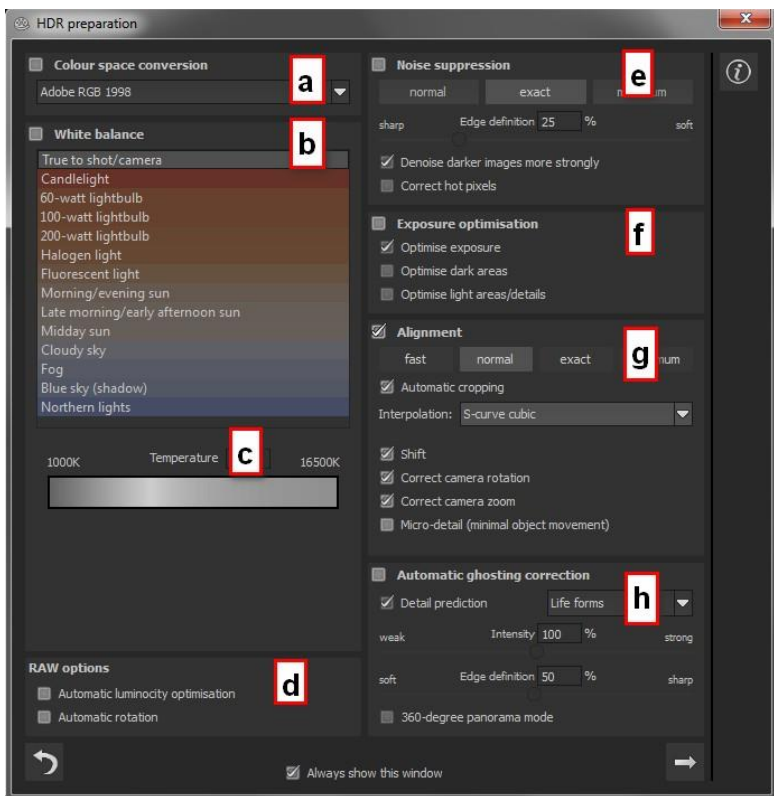 HDR preparation
Colour space conversion
a
Adobe RGB 1998
White balance
b
True to shot/camera
Candlelight
60-watt lightbulb
100-watt lightbulb
200-watt lightbulb
Halogen light
Fluorescent light
Morning/evening sun
Late morning/early afternoon sun
Midday sun
Cloudy sky
Fog
Blue sky (shadow)
Northern lights
1000K Temperature c 16500K
RAW options
d
Automatic luminocity optimisation
Automatic rotation
Noise suppression
e
normal exact
sharp Edge definition 25 % soft
Denoise darker images more strongly
Correct hot pixels
Exposure optimisation
f
Optimise exposure
Optimise dark areas
Optimise light areas/details
Alignment
g
fast normal exact
Automatic cropping
Interpolation: S-curve cubic
Shift
Correct camera rotation
Correct camera zoom
Micro-detail (minimal object movement)
Automatic ghosting correction
h
Detail prediction Life forms
weak Intensity 100 % strong
soft Edge definition 50 % sharp
360-degree panorama mode
Always show this window